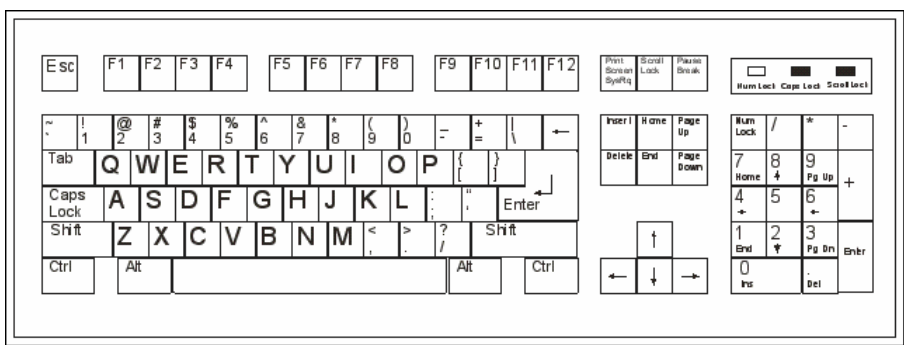 Esc F1 F2 F3 F4 F5 F6 F7 F8 F9 F10 F11 F12 Print Screen SysRq Scroll Lock Pause Break
Num Lock Caps Lock Scroll Lock
~ ` ! 1 @ 2 # 3 $ 4 % 5 ^ 6 & 7 * 8 ( 9 ) 0 _ - + = | \ ← Insert Home Page Up Num Lock / * -
Tab Q W E R T Y U I O P { [ } ] Delete End Page Down 7 Home 8 ↑ 9 Pg Up +
Caps Lock A S D F G H J K L : ; " ' Enter 4 ← 5 6 ←
Shift Z X C V B N M < , > . ? / Shift ↑ 1 End 2 ↓ 3 Pg Dn Enter
Ctrl Alt Alt Ctrl ← ↓ → 0 Ins . Del